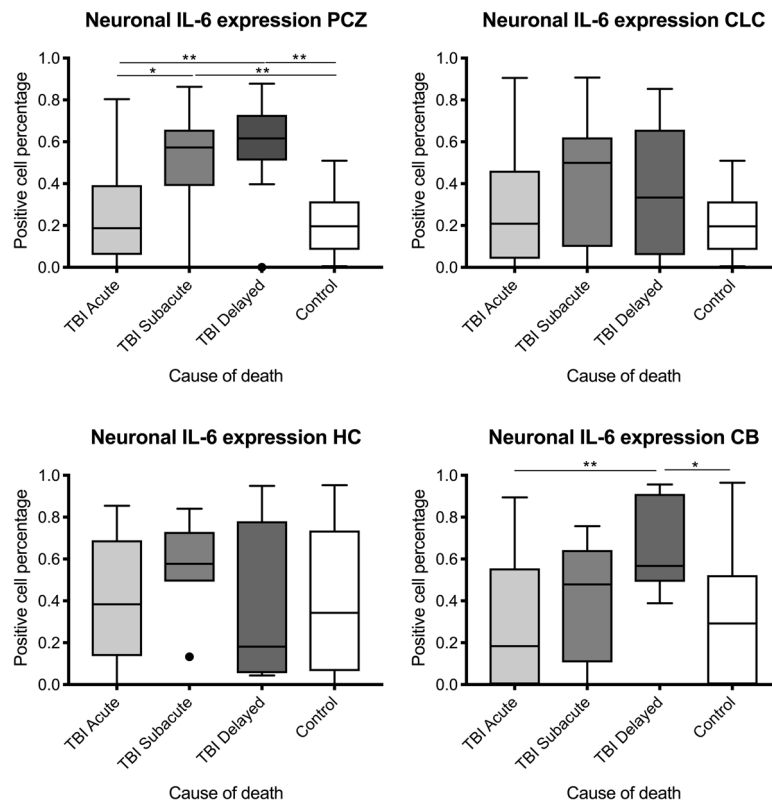 Neuronal IL-6 expression PCZ
** **
* **
Positive cell percentage
1.0
0.8
0.6
0.4
0.2
0.0
TBI Acute
TBI Subacute
TBI Delayed
Control
Cause of death
Neuronal IL-6 expression CLC
Positive cell percentage
1.0
0.8
0.6
0.4
0.2
0.0
TBI Acute
TBI Subacute
TBI Delayed
Control
Cause of death
Neuronal IL-6 expression HC
Positive cell percentage
1.0
0.8
0.6
0.4
0.2
0.0
TBI Acute
TBI Subacute
TBI Delayed
Control
Cause of death
Neuronal IL-6 expression CB
** *
Positive cell percentage
1.0
0.8
0.6
0.4
0.2
0.0
TBI Acute
TBI Subacute
TBI Delayed
Control
Cause of death